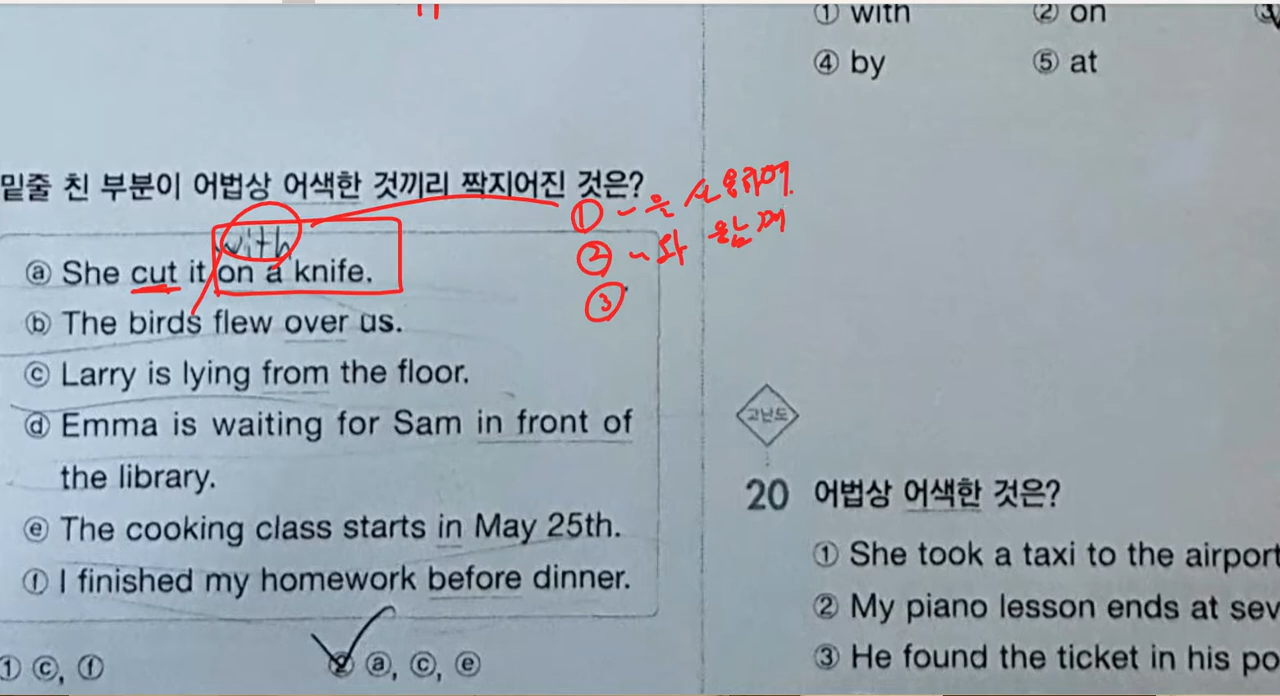 밑줄 친 부분이 어법상 어색한 것끼리 짝지어진 것은?
with
ⓐ She cut it on a knife.
ⓑ The birds flew over us.
ⓒ Larry is lying from the floor.
ⓓ Emma is waiting for Sam in front of
the library.
ⓔ The cooking class starts in May 25th.
ⓕ I finished my homework before dinner.
① ⓒ, ⓕ
② ⓐ, ⓒ, ⓔ
① ~을 사용하여
② ~와 함께
③
① with ② on ③
④ by ⑤ at
고난도
20 어법상 어색한 것은?
① She took a taxi to the airport
② My piano lesson ends at sev
③ He found the ticket in his po